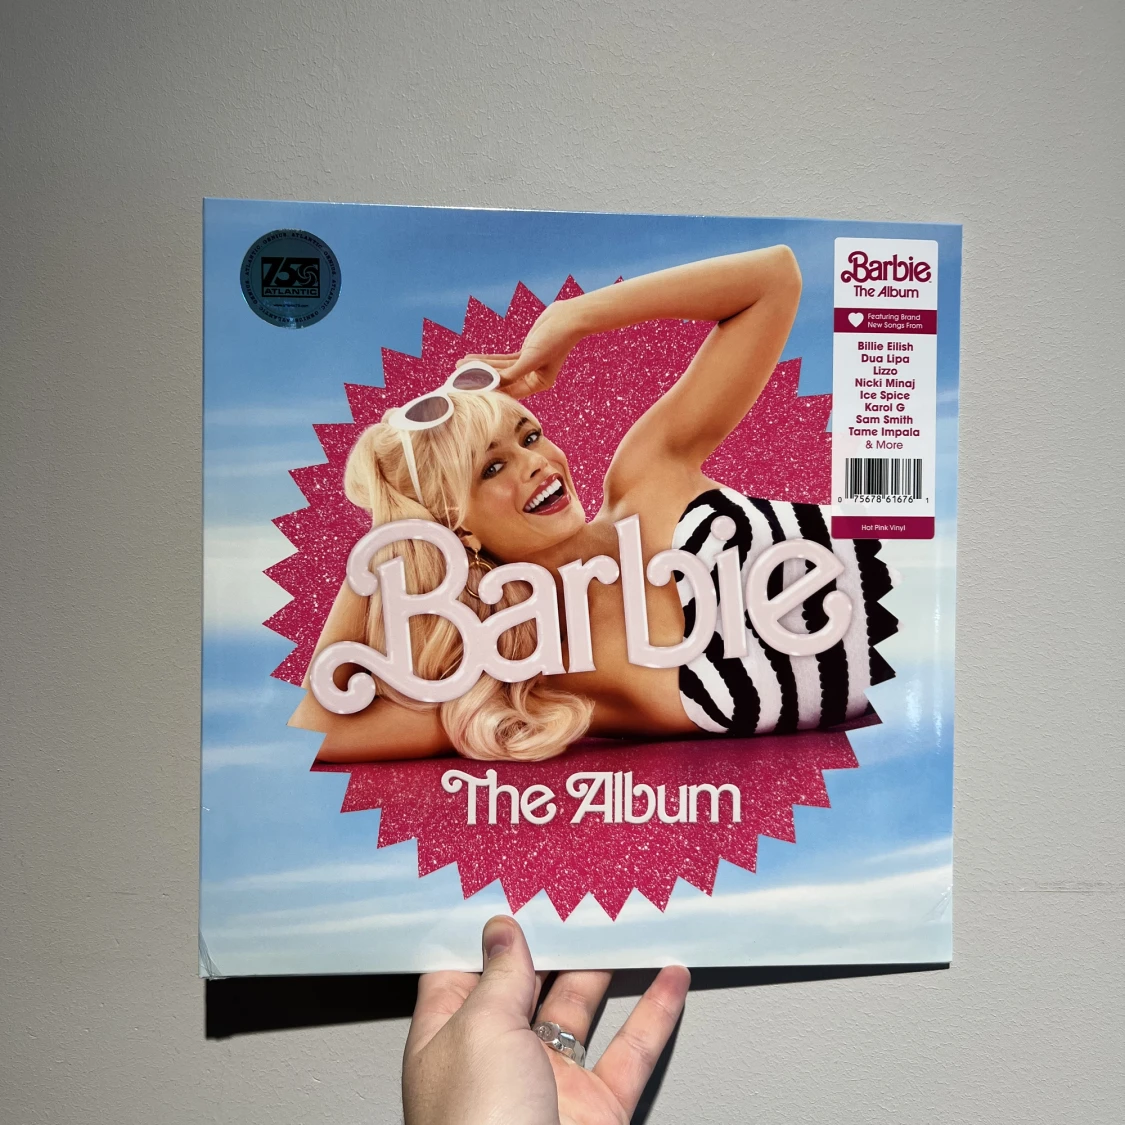 75
ATLANTIC
Barbie
The Album
Barbie
The Album
Featuring Brand
New Songs From
Billie Eilish
Dua Lipa
Lizzo
Nicki Minaj
Ice Spice
Karol G
Sam Smith
Tame Impala
& More
0 75678 61676 1
Hot Pink Vinyl